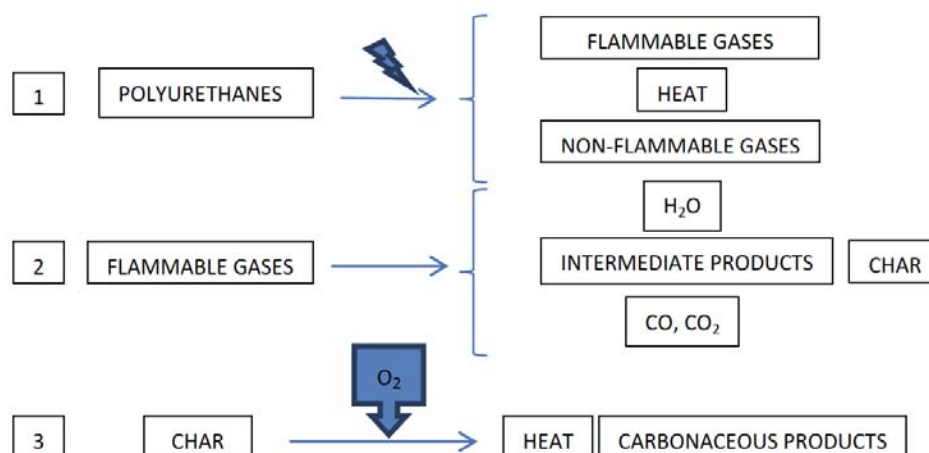 FLAMMABLE GASES
1 POLYURETHANES HEAT
NON-FLAMMABLE GASES
H₂O
2 FLAMMABLE GASES INTERMEDIATE PRODUCTS CHAR
CO, CO₂
O₂
3 CHAR HEAT CARBONACEOUS PRODUCTS